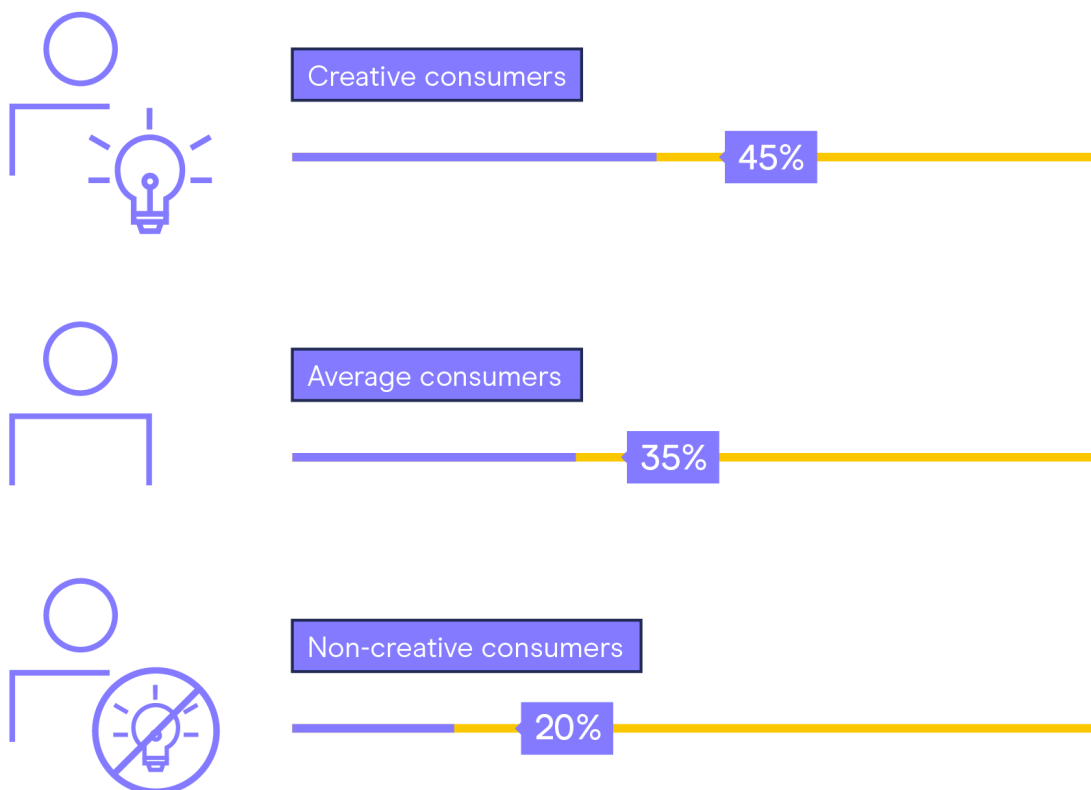 Creative consumers
45%
Average consumers
35%
Non-creative consumers
20%